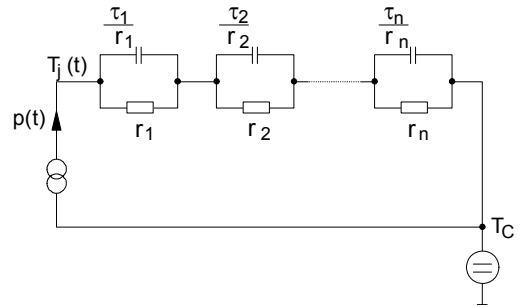 τ1 τ2 τn
r1 r2 rn
Tj (t)
p(t)
r1 r2 rn
TC